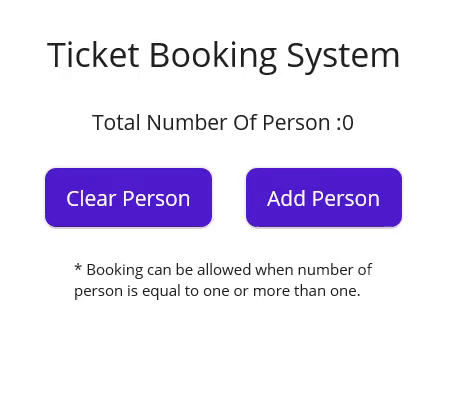 Ticket Booking System
Total Number Of Person :0
Clear Person
Add Person
* Booking can be allowed when number of
person is equal to one or more than one.